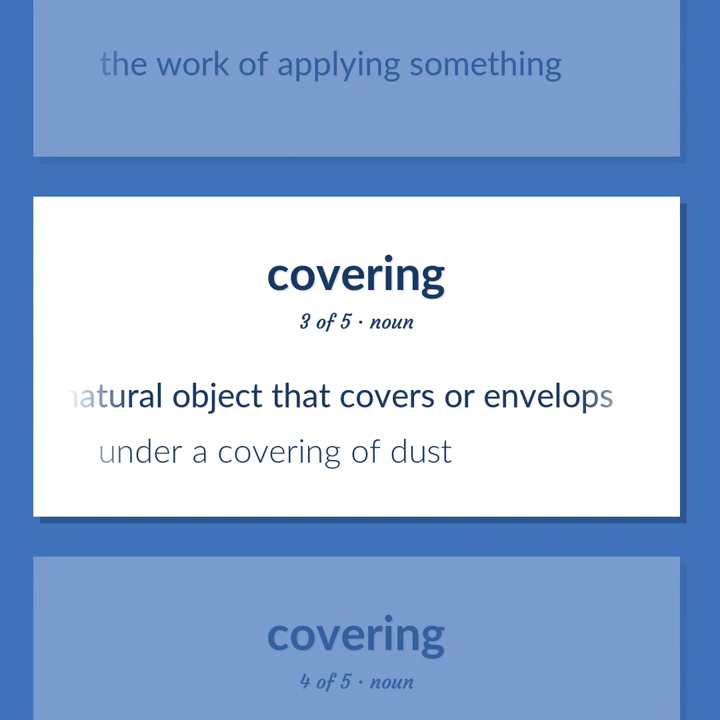 the work of applying something
covering
3 of 5 · noun
natural object that covers or envelops
under a covering of dust
covering
4 of 5 · noun